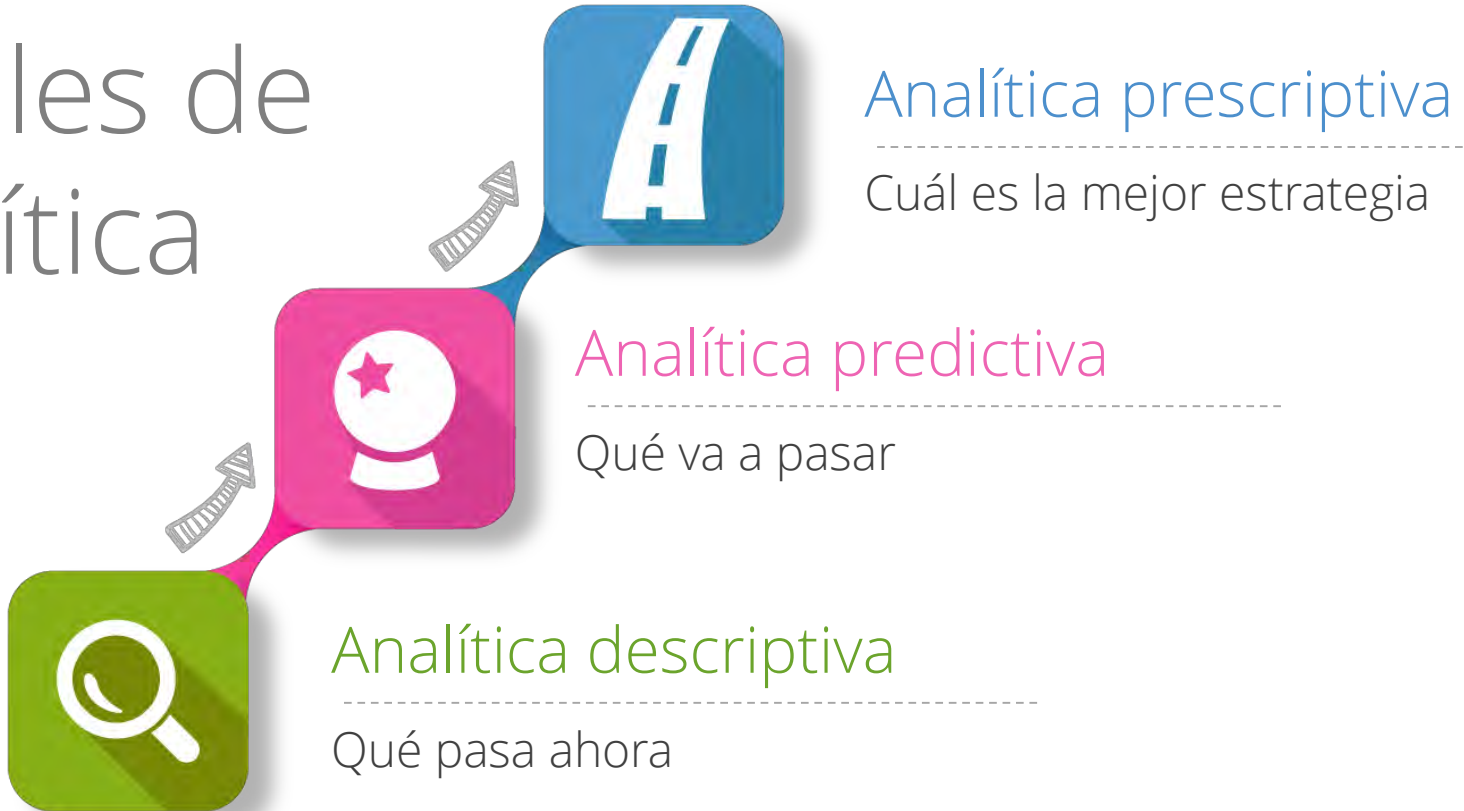 les de
ítica
Analítica prescriptiva
Cuál es la mejor estrategia
Analítica predictiva
Qué va a pasar
Analítica descriptiva
Qué pasa ahora